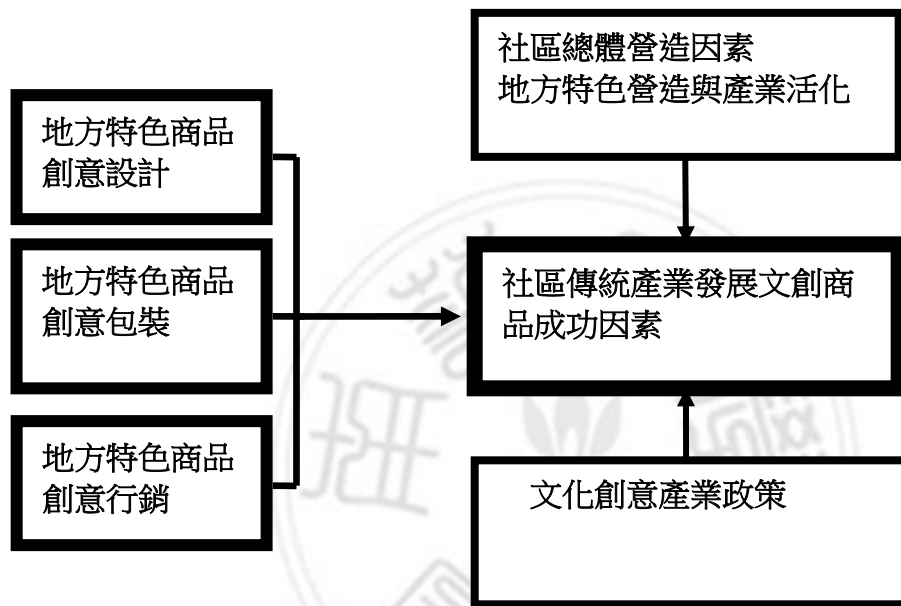 社區總體營造因素
地方特色營造與產業活化
地方特色商品
創意設計
地方特色商品
創意包裝
社區傳統產業發展文創商
品成功因素
地方特色商品
創意行銷
文化創意產業政策